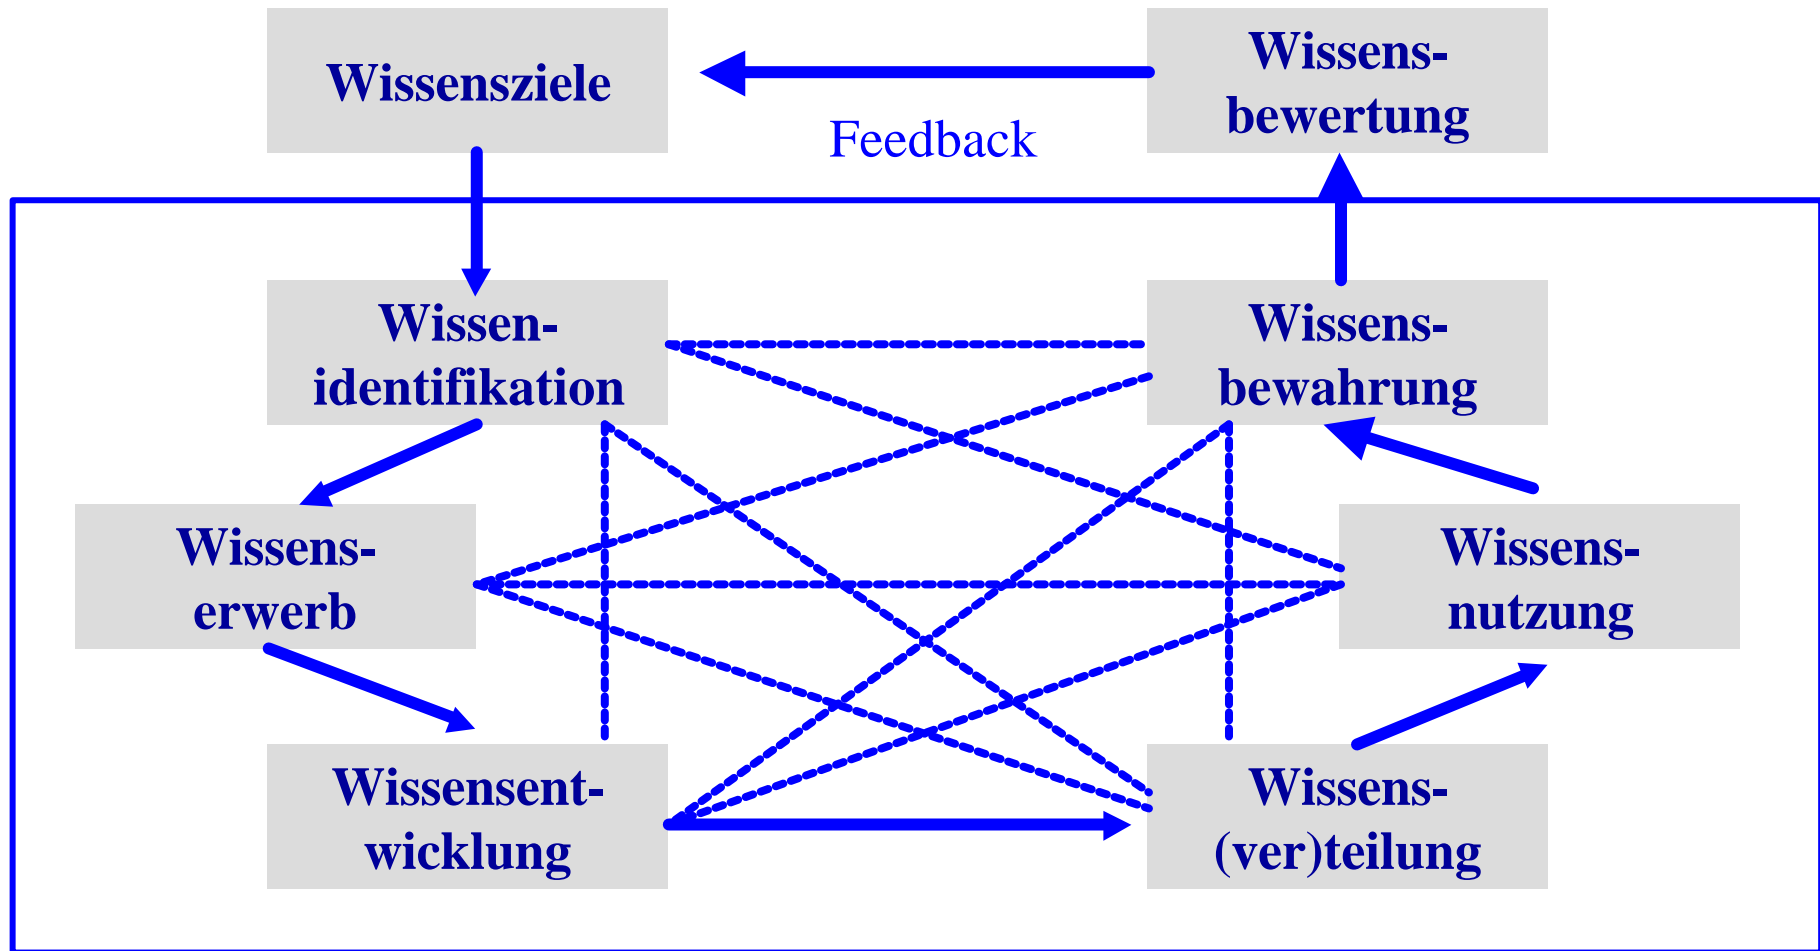 Wissensziele
Wissens-
bewertung
Feedback
Wissen-
identifikation
Wissens-
bewahrung
Wissens-
erwerb
Wissens-
nutzung
Wissensent-
wicklung
Wissens-
(ver)teilung